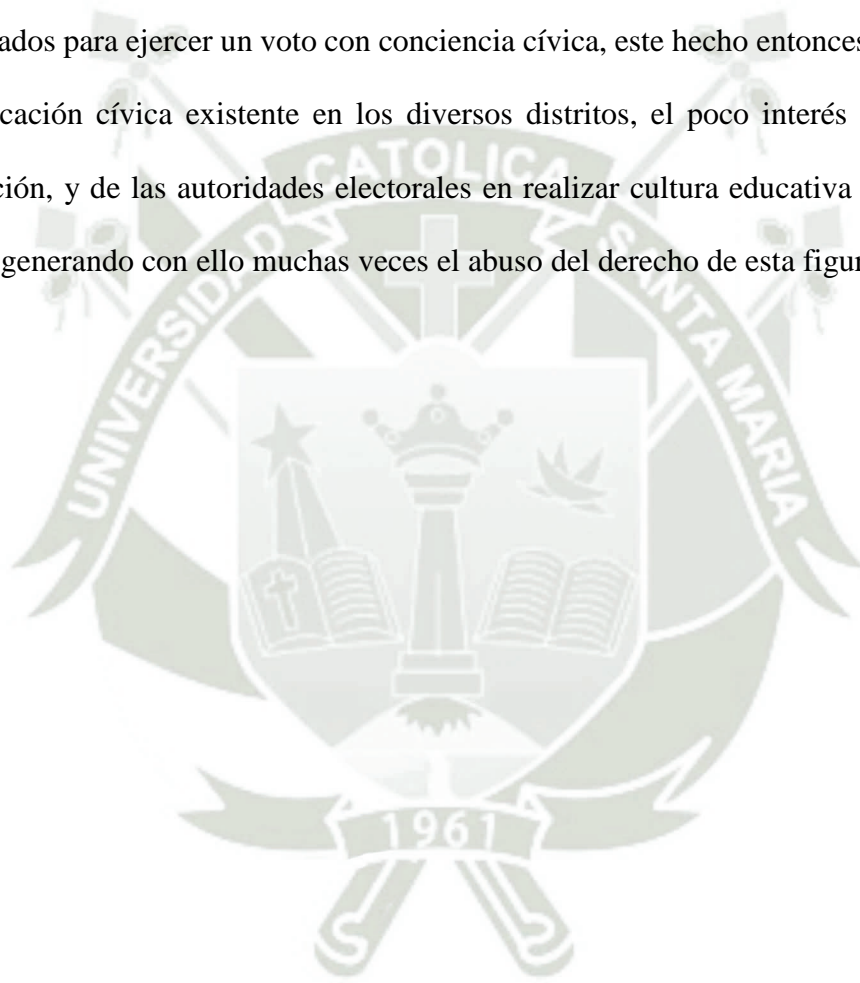 ados para ejercer un voto con conciencia cívica, este hecho entonces
cación cívica existente en los diversos distritos, el poco interés
ción, y de las autoridades electorales en realizar cultura educativa
generando con ello muchas veces el abuso del derecho de esta figur
UNIVERSIDAD CATOLICA SANTA MARIA
1961